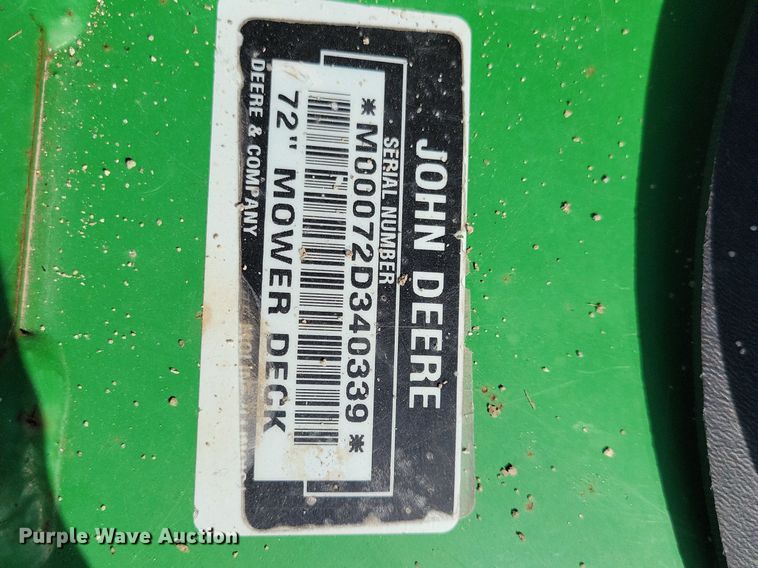 JOHN DEERE
SERIAL NUMBER
*M00072D340339*
72" MOWER DECK
DEERE & COMPANY
Purple Wave Auction